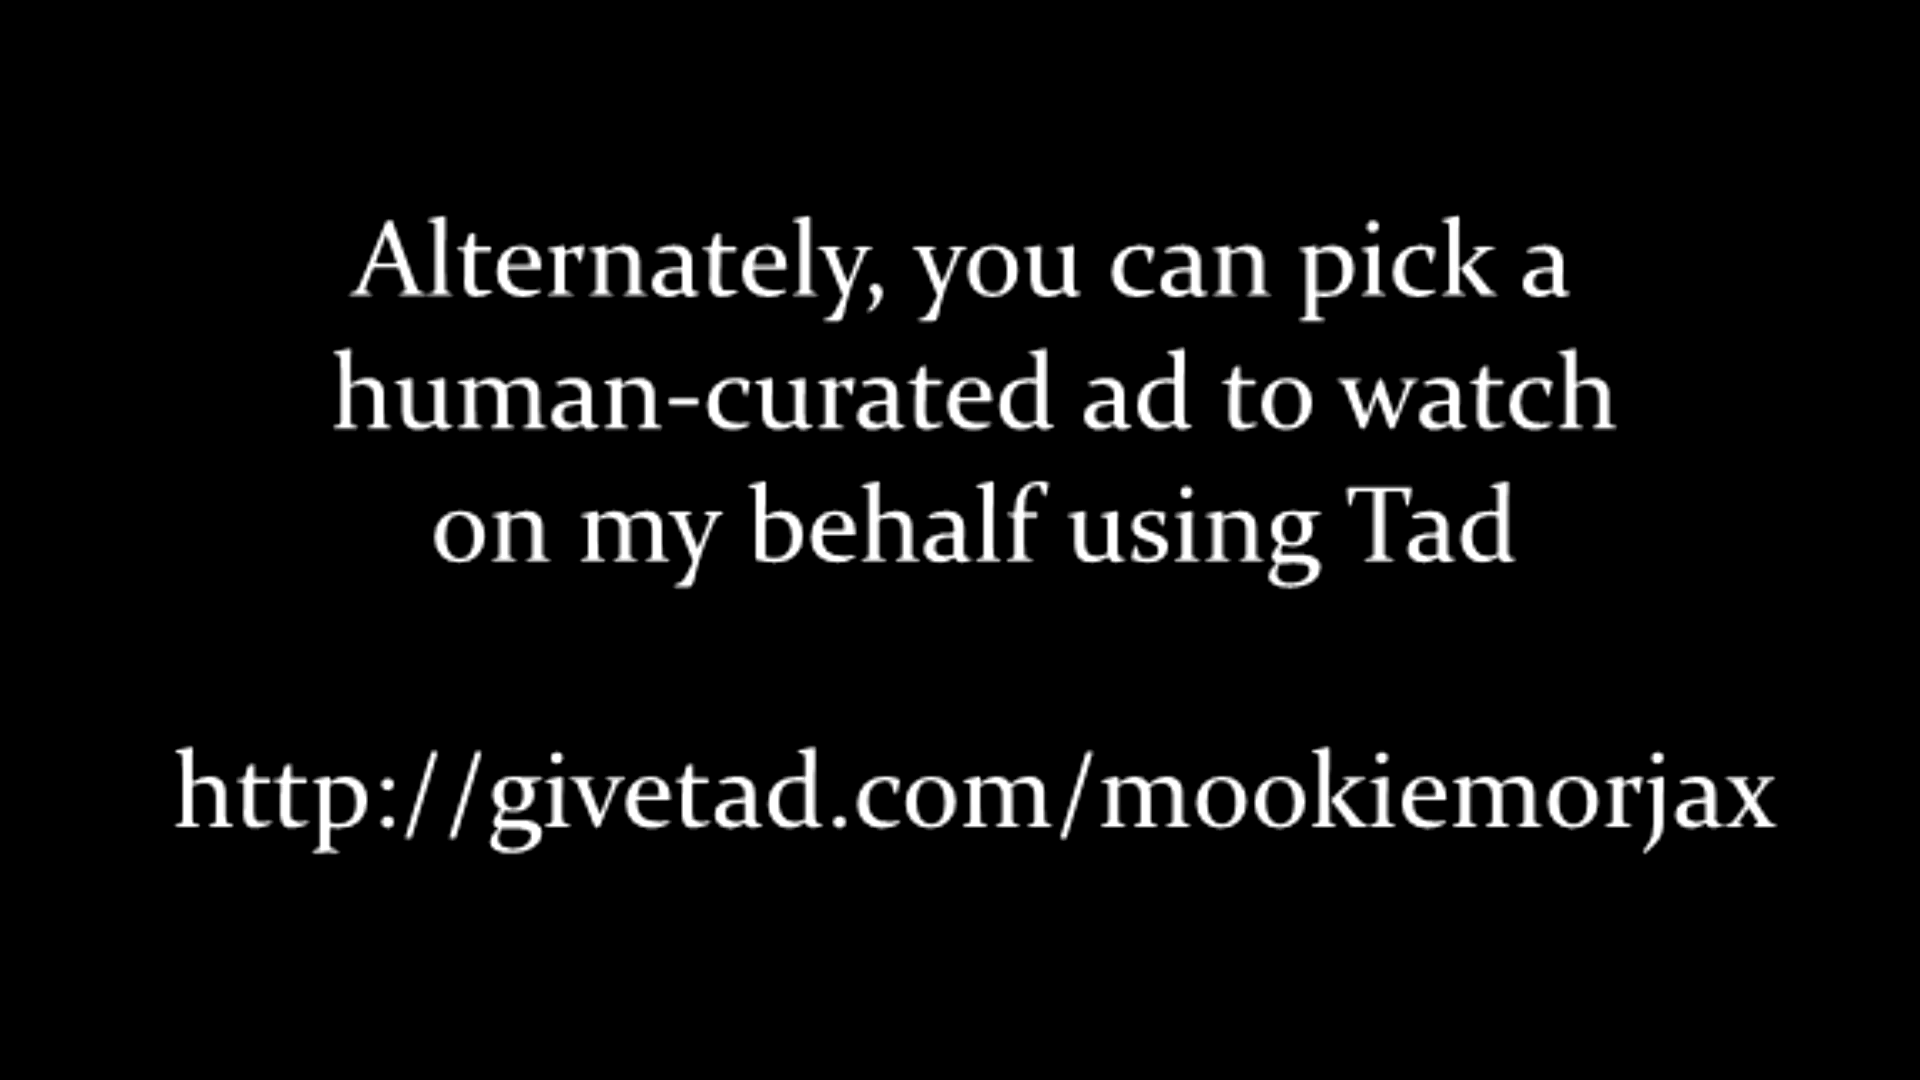 Alternately, you can pick a
human-curated ad to watch
on my behalf using Tad
http://givetad.com/mookiemorjax